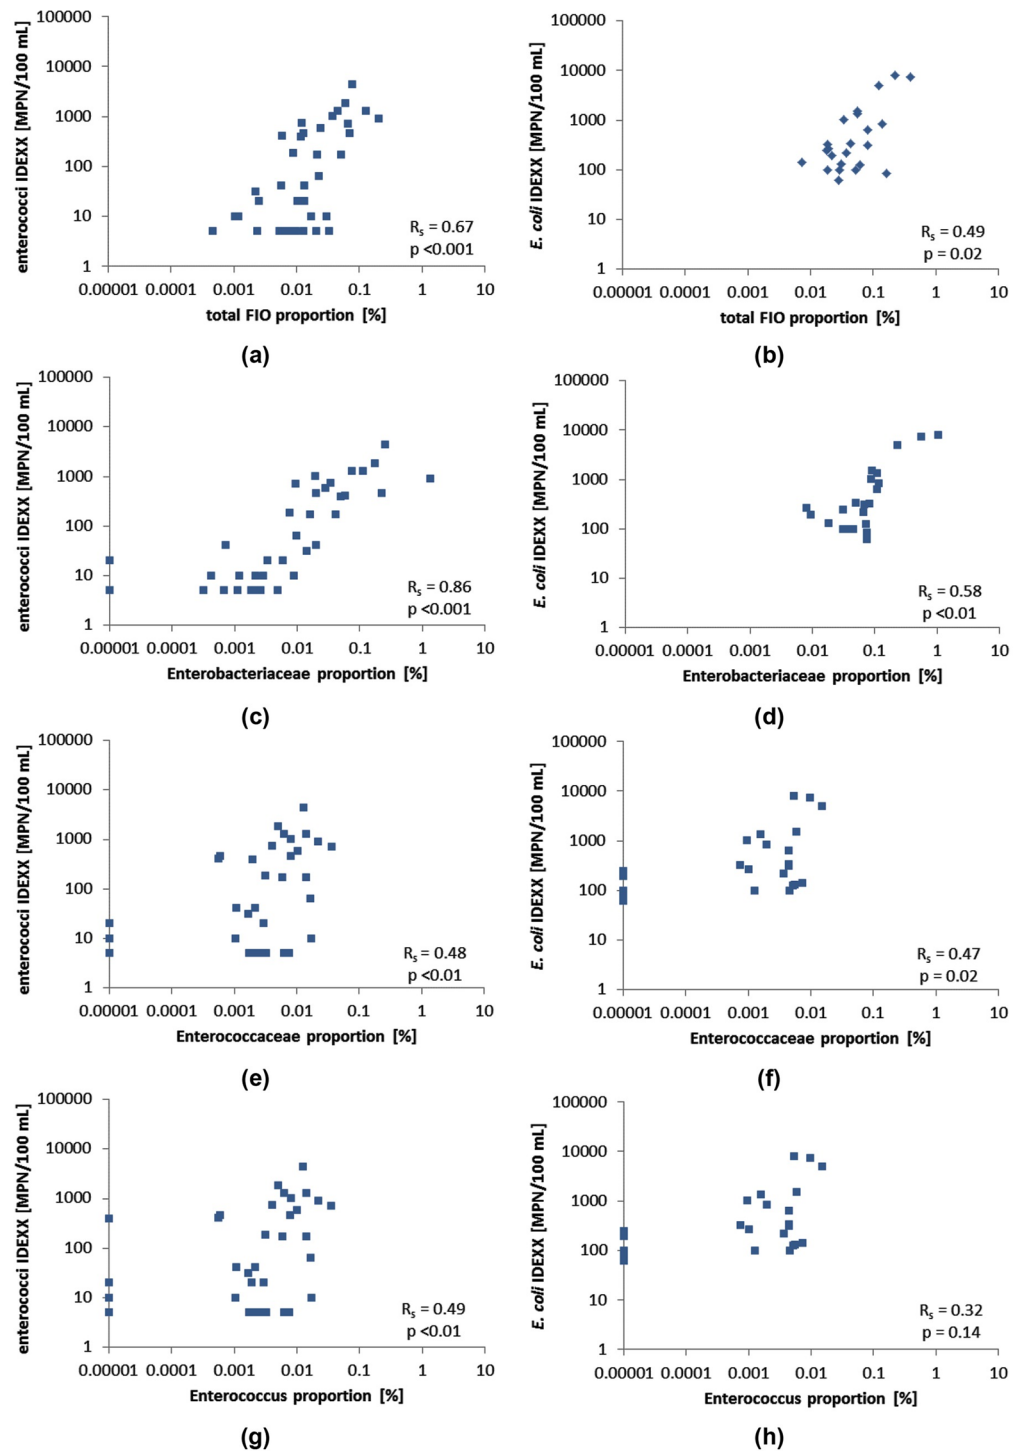 enterococci IDEXX [MPN/100 mL]
100000
10000
1000
100
10
1
0.00001 0.0001 0.001 0.01 0.1 1 10
R_s = 0.67
p <0.001
total FIO proportion [%]
(a)
E. coli IDEXX [MPN/100 mL]
100000
10000
1000
100
10
1
0.00001 0.0001 0.001 0.01 0.1 1 10
R_s = 0.49
p = 0.02
total FIO proportion [%]
(b)
enterococci IDEXX [MPN/100 mL]
100000
10000
1000
100
10
1
0.00001 0.0001 0.001 0.01 0.1 1 10
R_s = 0.86
p <0.001
Enterobacteriaceae proportion [%]
(c)
E. coli IDEXX [MPN/100 mL]
100000
10000
1000
100
10
1
0.00001 0.0001 0.001 0.01 0.1 1 10
R_s = 0.58
p <0.01
Enterobacteriaceae proportion [%]
(d)
enterococci IDEXX [MPN/100 mL]
100000
10000
1000
100
10
1
0.00001 0.0001 0.001 0.01 0.1 1 10
R_s = 0.48
p <0.01
Enterococcaceae proportion [%]
(e)
E. coli IDEXX [MPN/100 mL]
100000
10000
1000
100
10
1
0.00001 0.0001 0.001 0.01 0.1 1 10
R_s = 0.47
p = 0.02
Enterococcaceae proportion [%]
(f)
enterococci IDEXX [MPN/100 mL]
100000
10000
1000
100
10
1
0.00001 0.0001 0.001 0.01 0.1 1 10
R_s = 0.49
p <0.01
Enterococcus proportion [%]
(g)
E. coli IDEXX [MPN/100 mL]
100000
10000
1000
100
10
1
0.00001 0.0001 0.001 0.01 0.1 1 10
R_s = 0.32
p = 0.14
Enterococcus proportion [%]
(h)